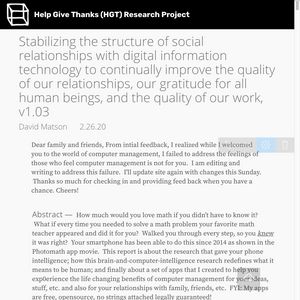 Help Give Thanks (HGT) Research Project
Stabilizing the structure of social
relationships with digital information
technology to continually improve the quality
of our relationships, our gratitude for all
human beings, and the quality of our work,
v1.03
David Matson 2.26.20
Dear family and friends, From intial feedback, I realized while I welcomed
you to the world of computer management, I failed to address the feelings of
those who feel computer management is not for you. I am editing and
writing to address this failure. I'll update site again with changes this Sunday.
Thanks so much for checking in and providing feed back when you have a
chance. Cheers!
Abstract — How much would you love math if you didn't have to know it?
What if every time you needed to solve a math problem your favorite math
teacher appeared and did it for you? Walked you through every step, so you knew
it was right? Your smartphone has been able to do this since 2014 as shown in the
Photomath app movie. This report is about the research that gave your phone
intelligence; how this brain-and-computer-intelligence research redefines what it
means to be human; and finally about a set of apps that I created to help you
explerience the life changing benefits of computer management for your ideas,
stuff, etc. and also for your relationships with family, friends, etc. FYI: My apps
are free, opensource, no strings attached legally guaranteed!